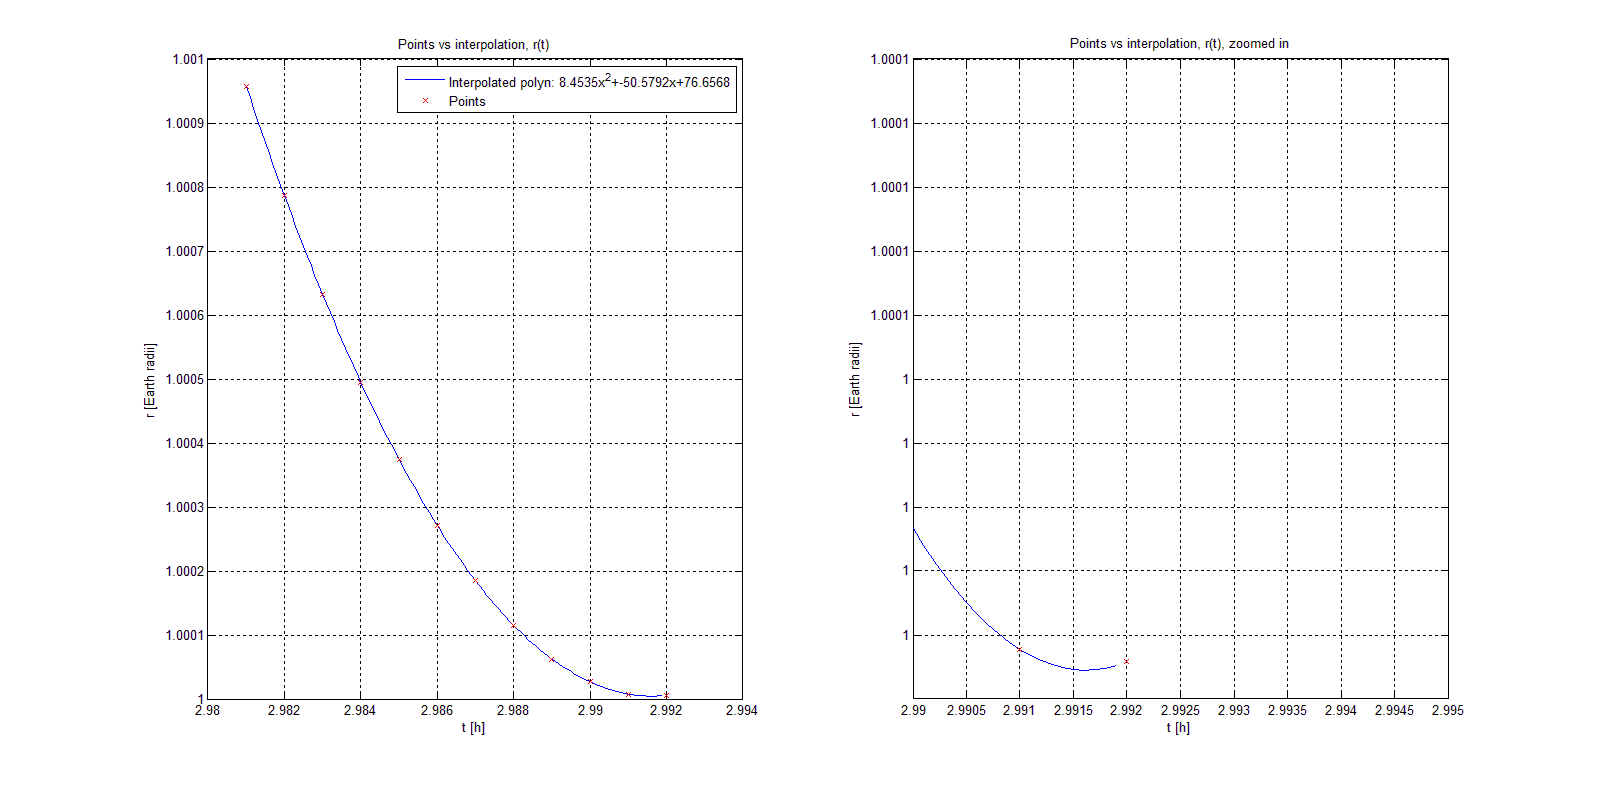 Points vs interpolation, r(t)
Interpolated polyn: 8.4535x²+-50.5792x+76.6568
Points
1.001
1.0009
1.0008
1.0007
1.0006
1.0005
1.0004
1.0003
1.0002
1.0001
1
r [Earth radii]
2.98 2.982 2.984 2.986 2.988 2.99 2.992 2.994
t [h]
Points vs interpolation, r(t), zoomed in
1.0001
1.0001
1.0001
1.0001
1.0001
1
1
1
1
1
r [Earth radii]
2.99 2.9905 2.991 2.9915 2.992 2.9925 2.993 2.9935 2.994 2.9945 2.995
t [h]